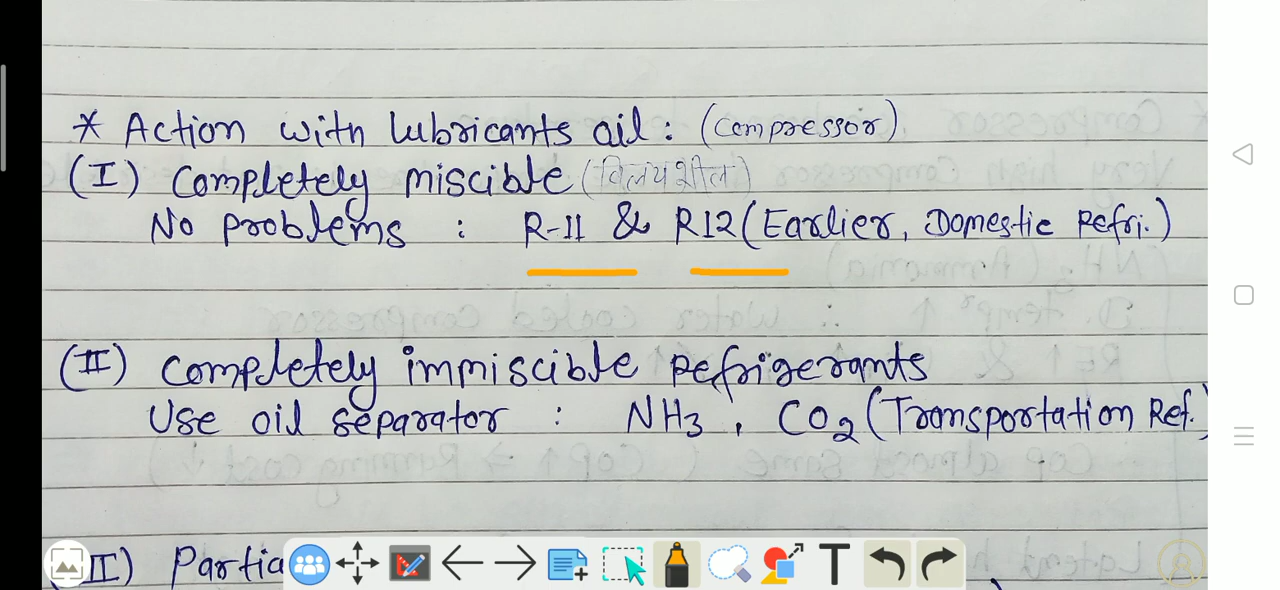 * Action with lubricants oil : (compressor)
(I) Completely miscible (विलयशील)
No problems : R-11 & R12 (Earlier, Domestic Refri.)
(II) Completely immiscible Refrigerants
Use oil separator : NH3 , CO2 (Transportation Ref.)
II) Partia
T